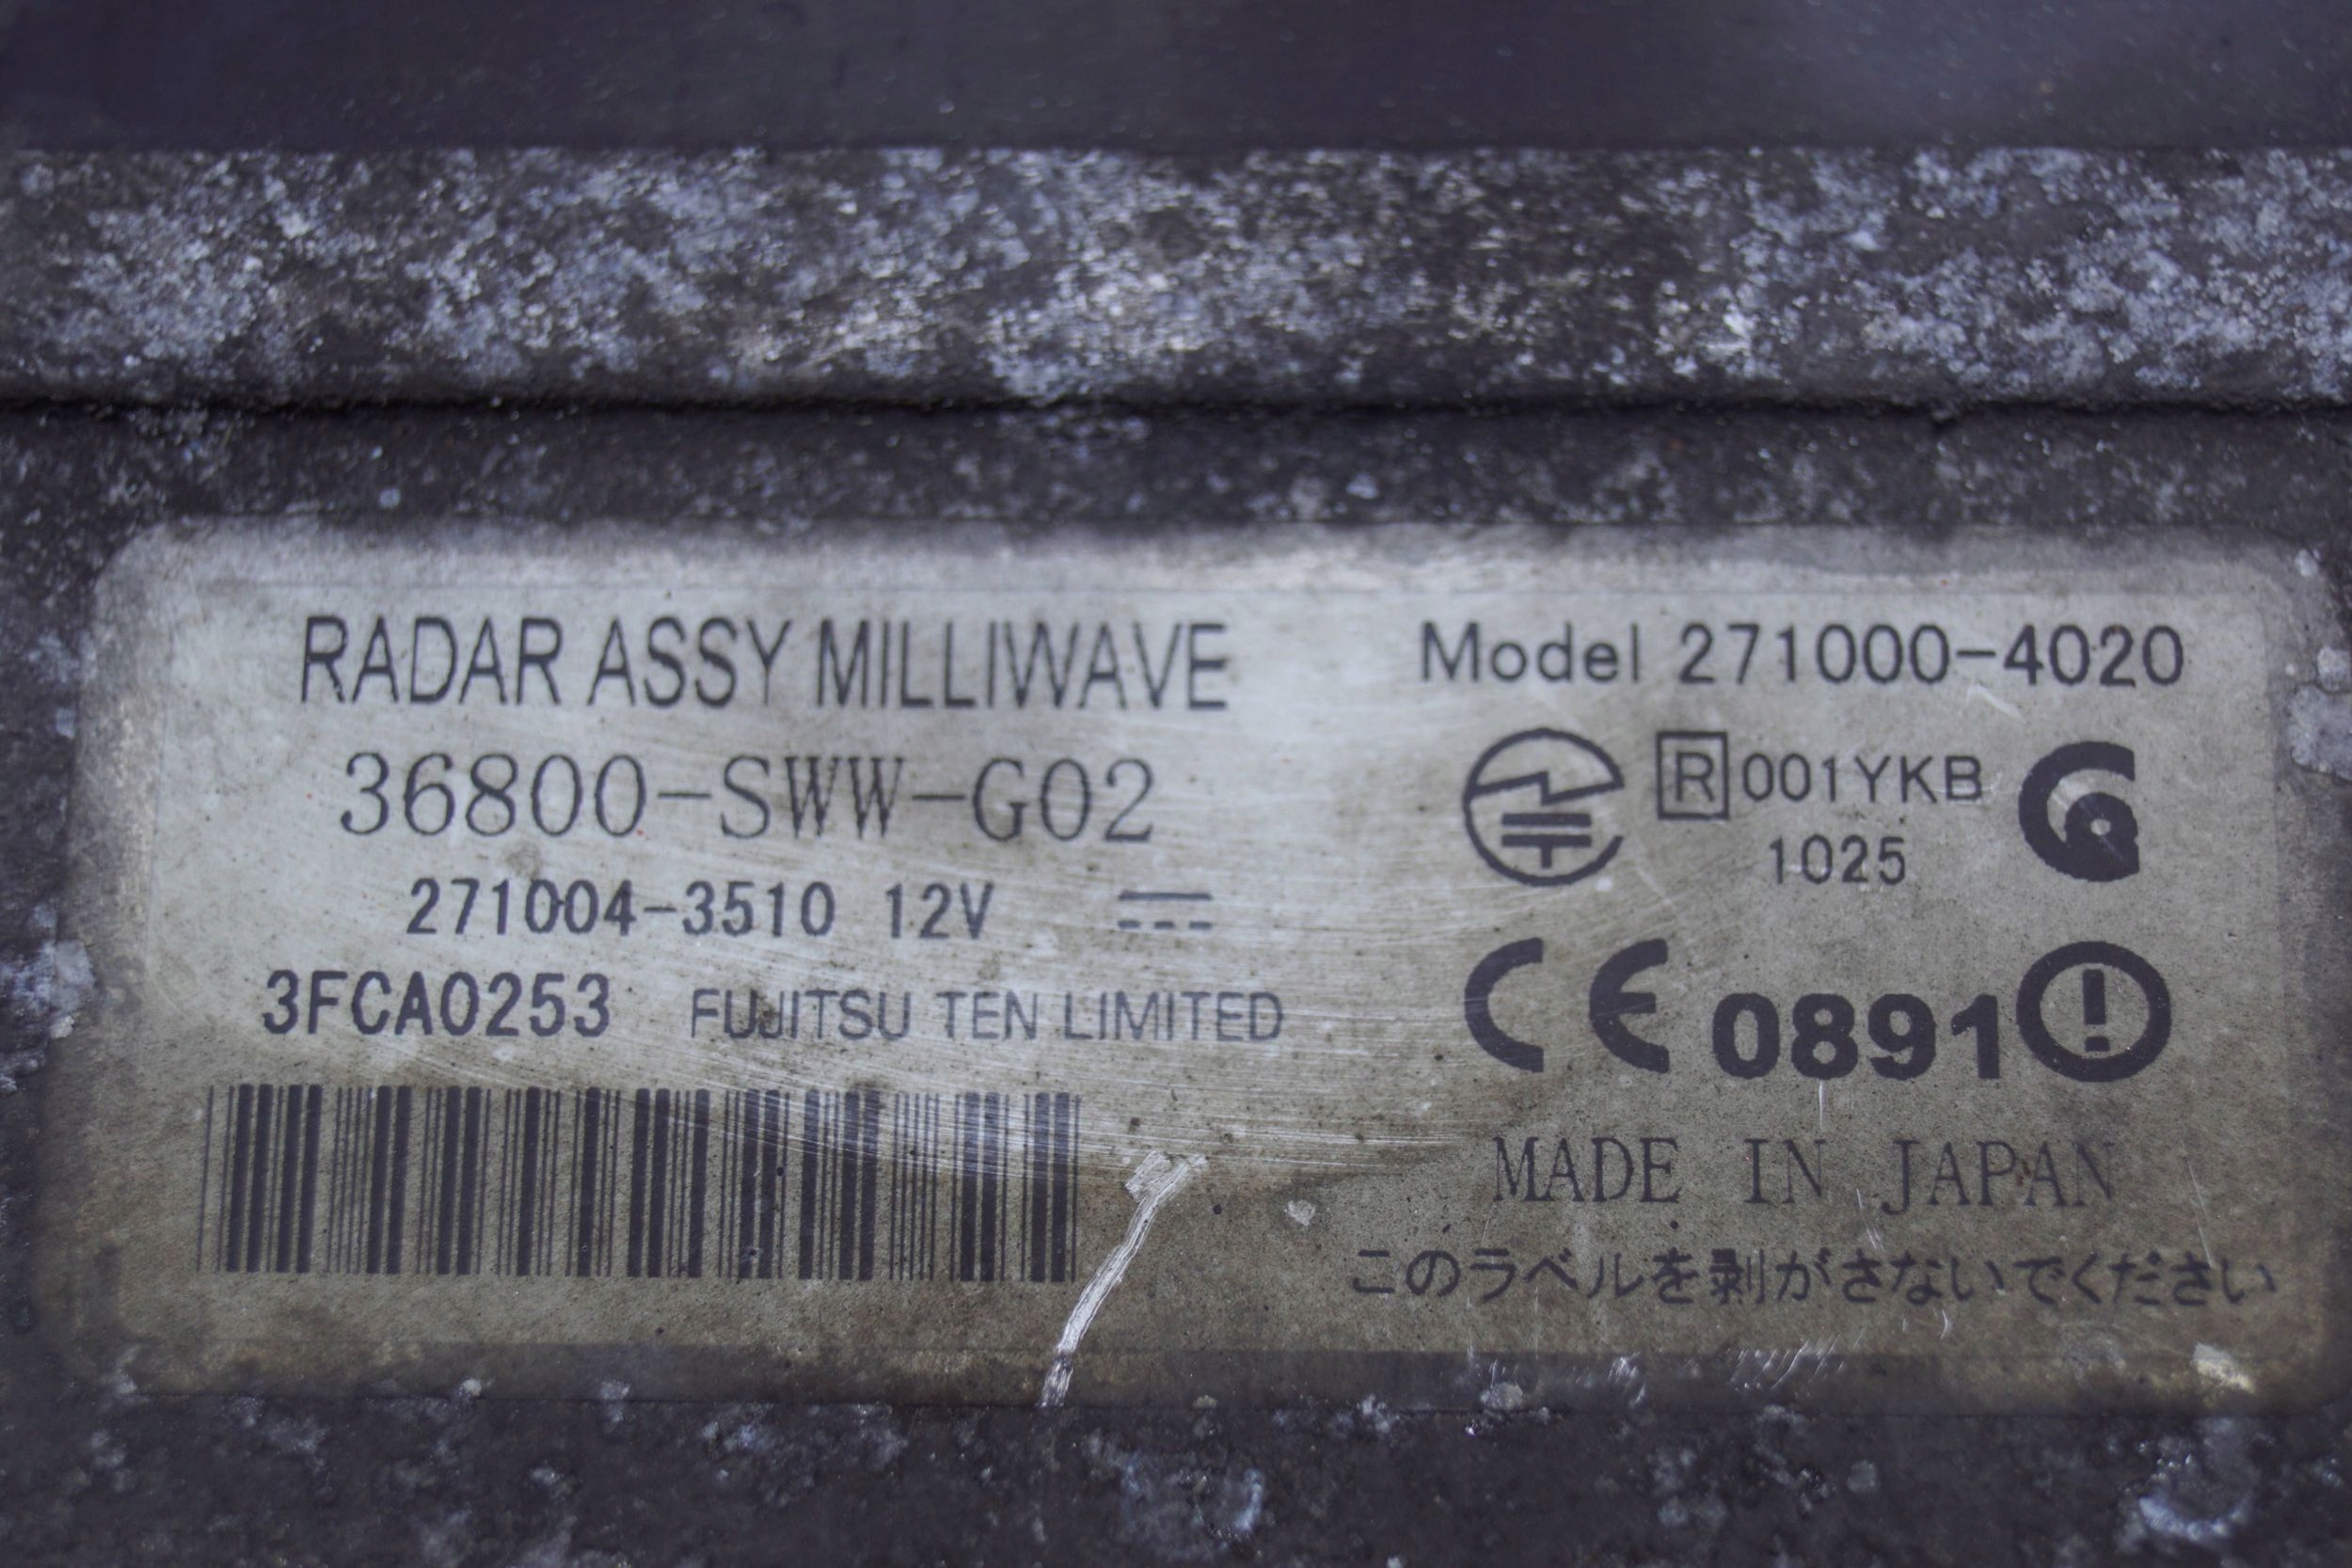 RADAR ASSY MILLIWAVE
36800-SWW-G02
271004-3510 12V
3FCA0253 FUJITSU TEN LIMITED
Model 271000-4020
R 001YKB
1025
CE 0891 !
MADE IN JAPAN
このラベルを剥がさないでください